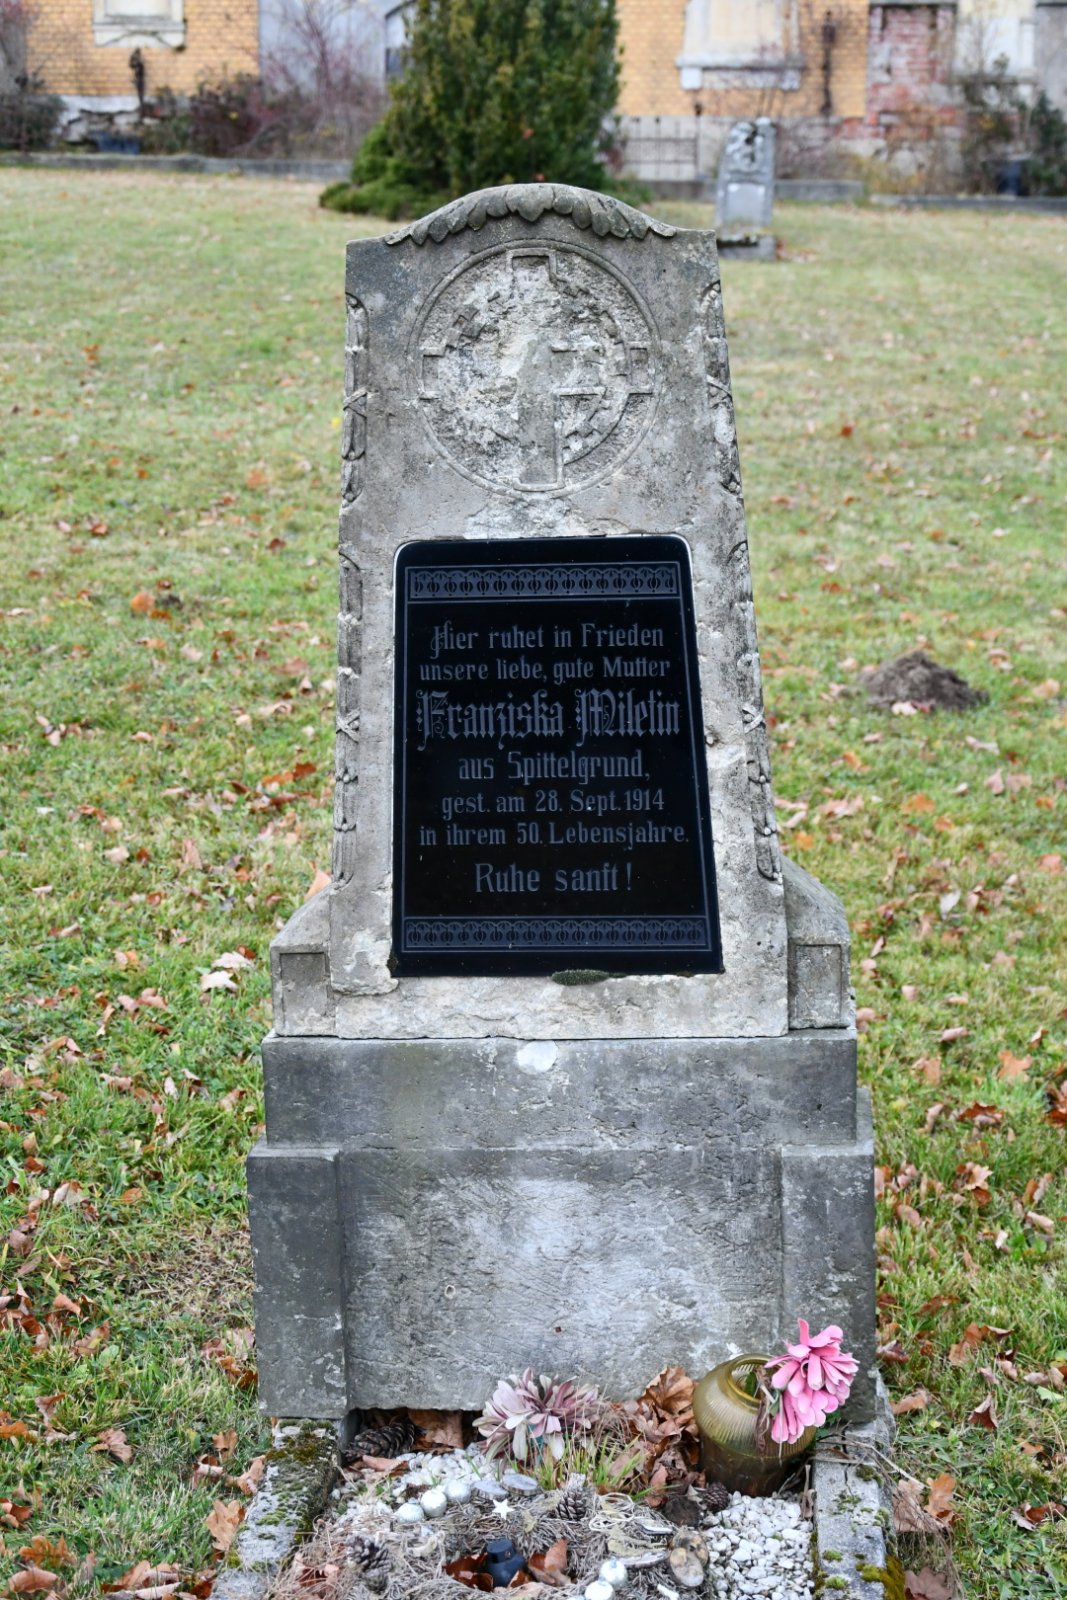 Hier ruhet in Frieden
unsere liebe, gute Mutter
Franziska Miletin
aus Spittelgrund,
gest. am 28. Sept. 1914
in ihrem 50. Lebensjahre.
Ruhe sanft!